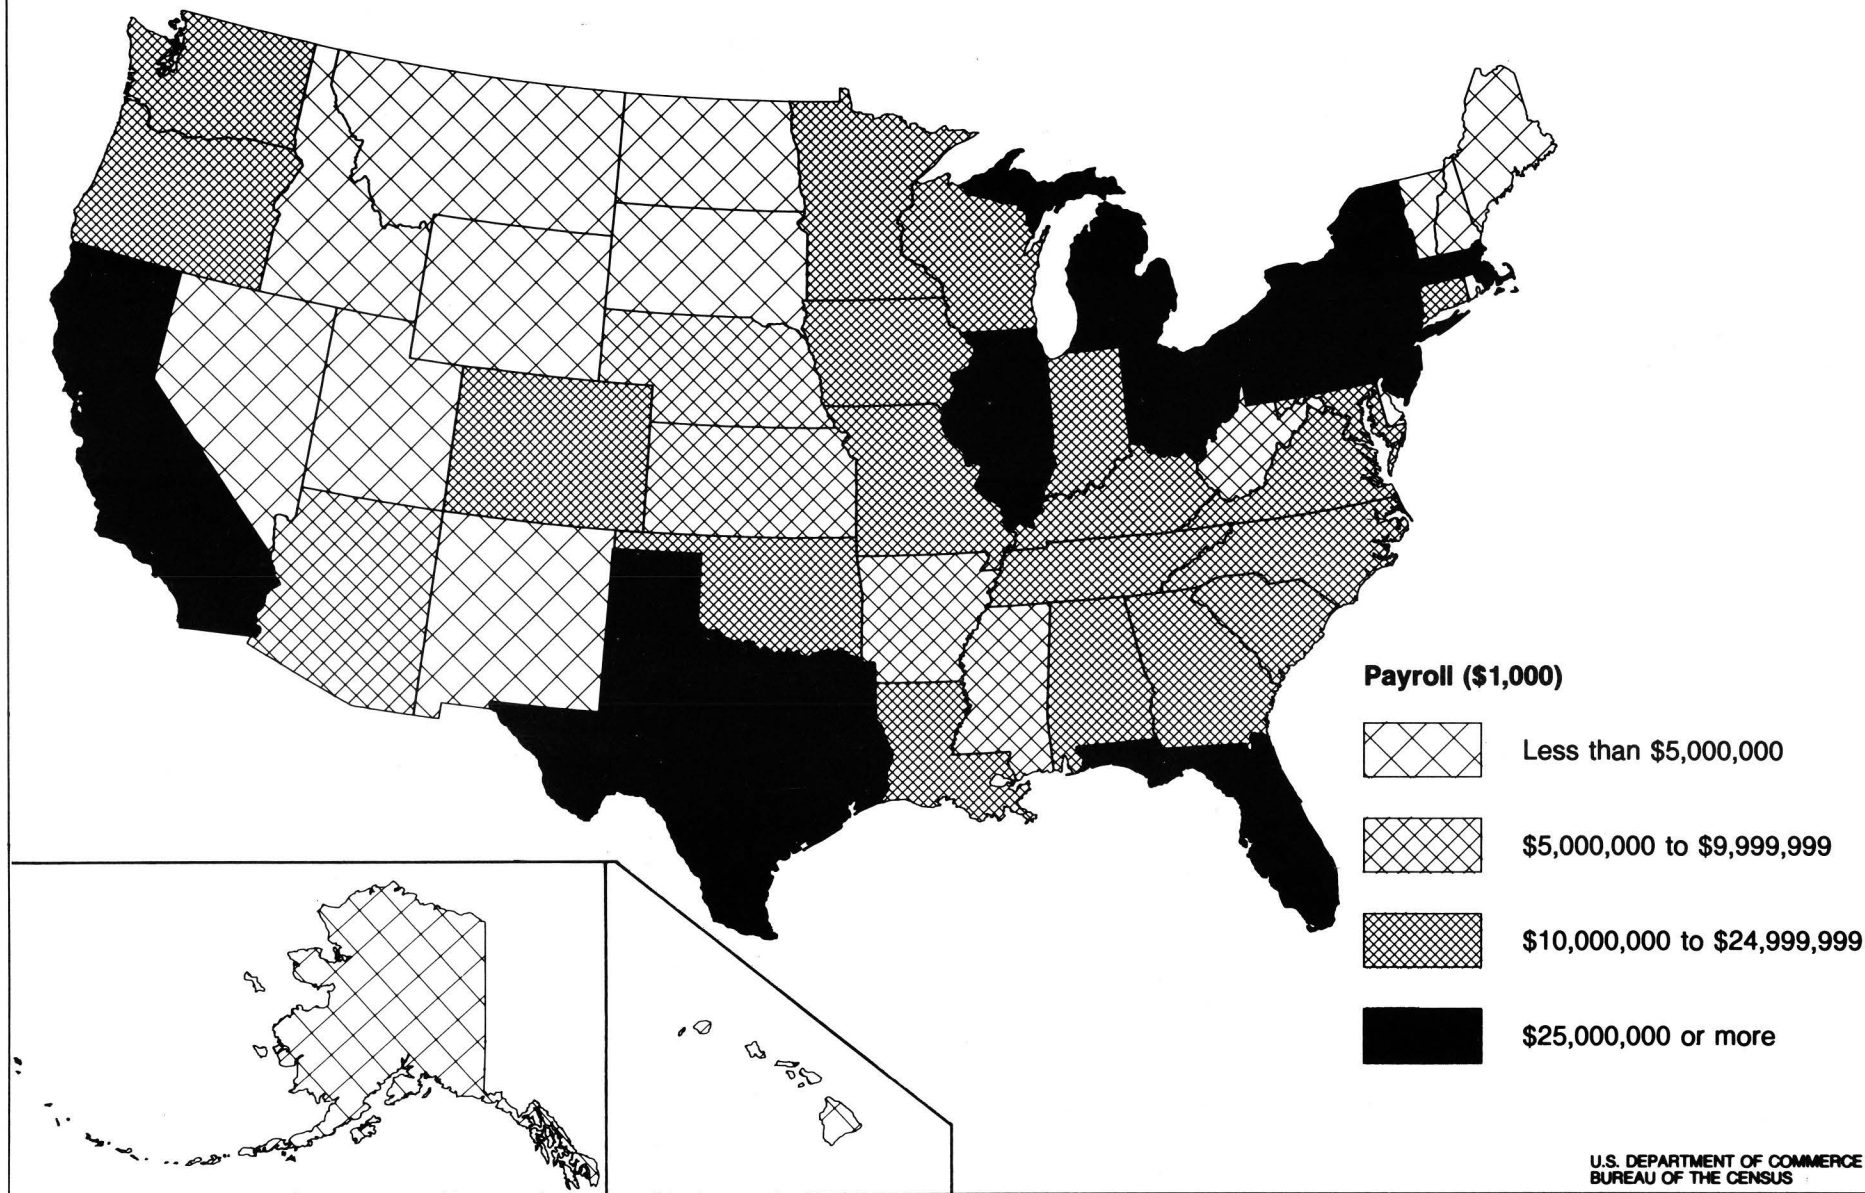 Payroll ($1,000)
Less than $5,000,000
$5,000,000 to $9,999,999
$10,000,000 to $24,999,999
$25,000,000 or more
U.S. DEPARTMENT OF COMMERCE
BUREAU OF THE CENSUS